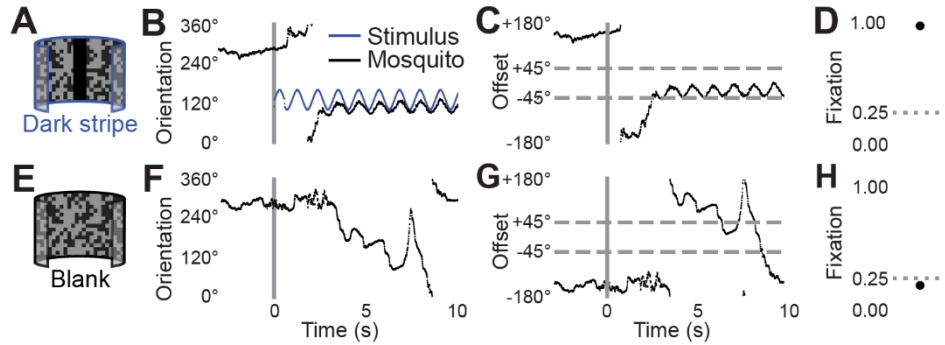 A
Dark stripe
B
Orientation
360°
240°
120°
0°
Stimulus
Mosquito
C
Offset
+180°
+45°
-45°
-180°
D
Fixation
1.00
0.25
0.00
E
Blank
F
Orientation
360°
240°
120°
0°
0
5
10
Time (s)
G
Offset
+180°
+45°
-45°
-180°
0
5
10
Time (s)
H
Fixation
1.00
0.25
0.00